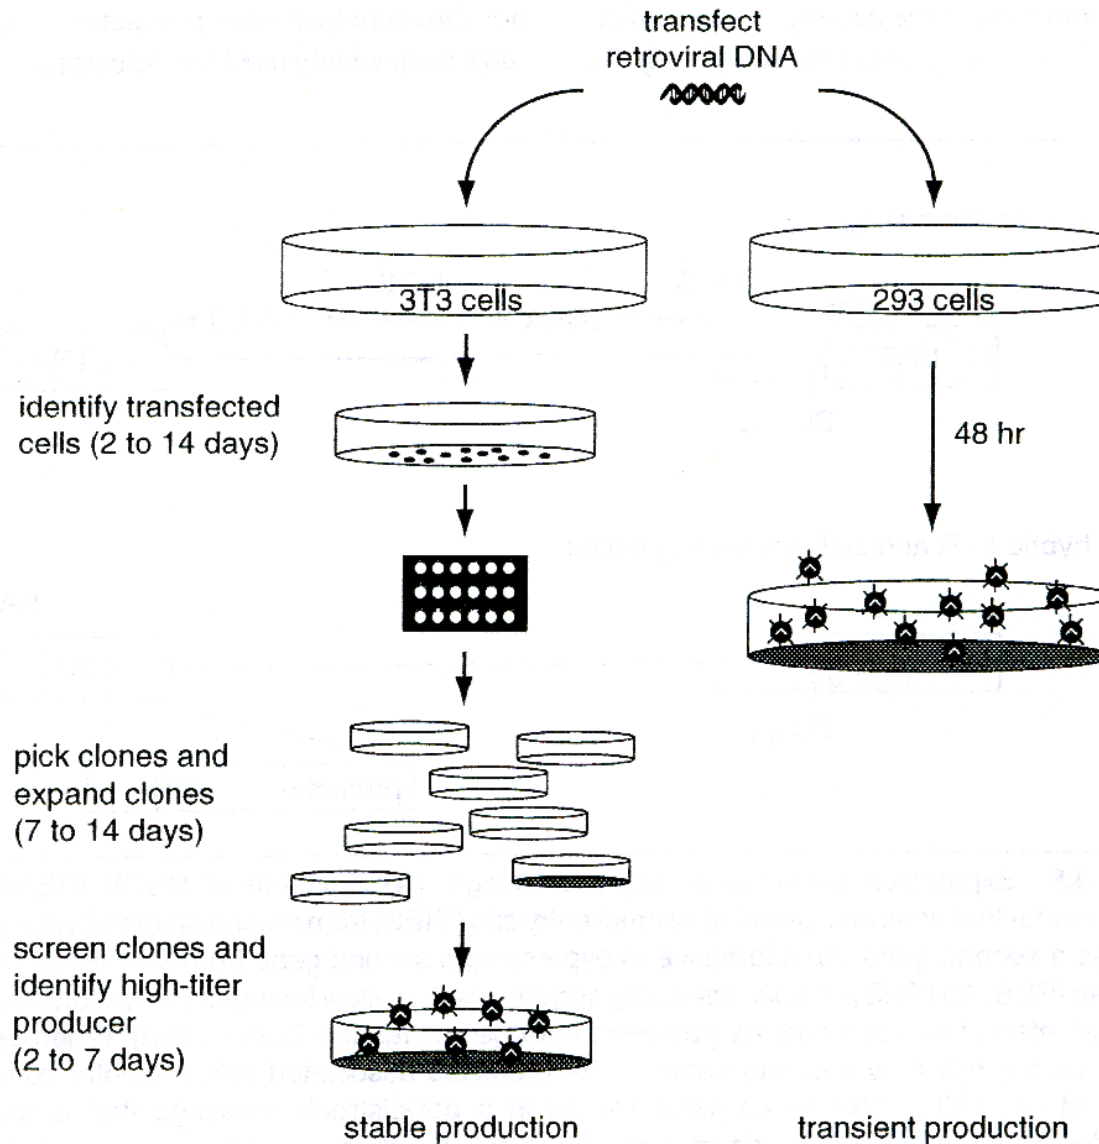 transfect
retroviral DNA
3T3 cells
293 cells
identify transfected
cells (2 to 14 days)
48 hr
pick clones and
expand clones
(7 to 14 days)
screen clones and
identify high-titer
producer
(2 to 7 days)
stable production
transient production